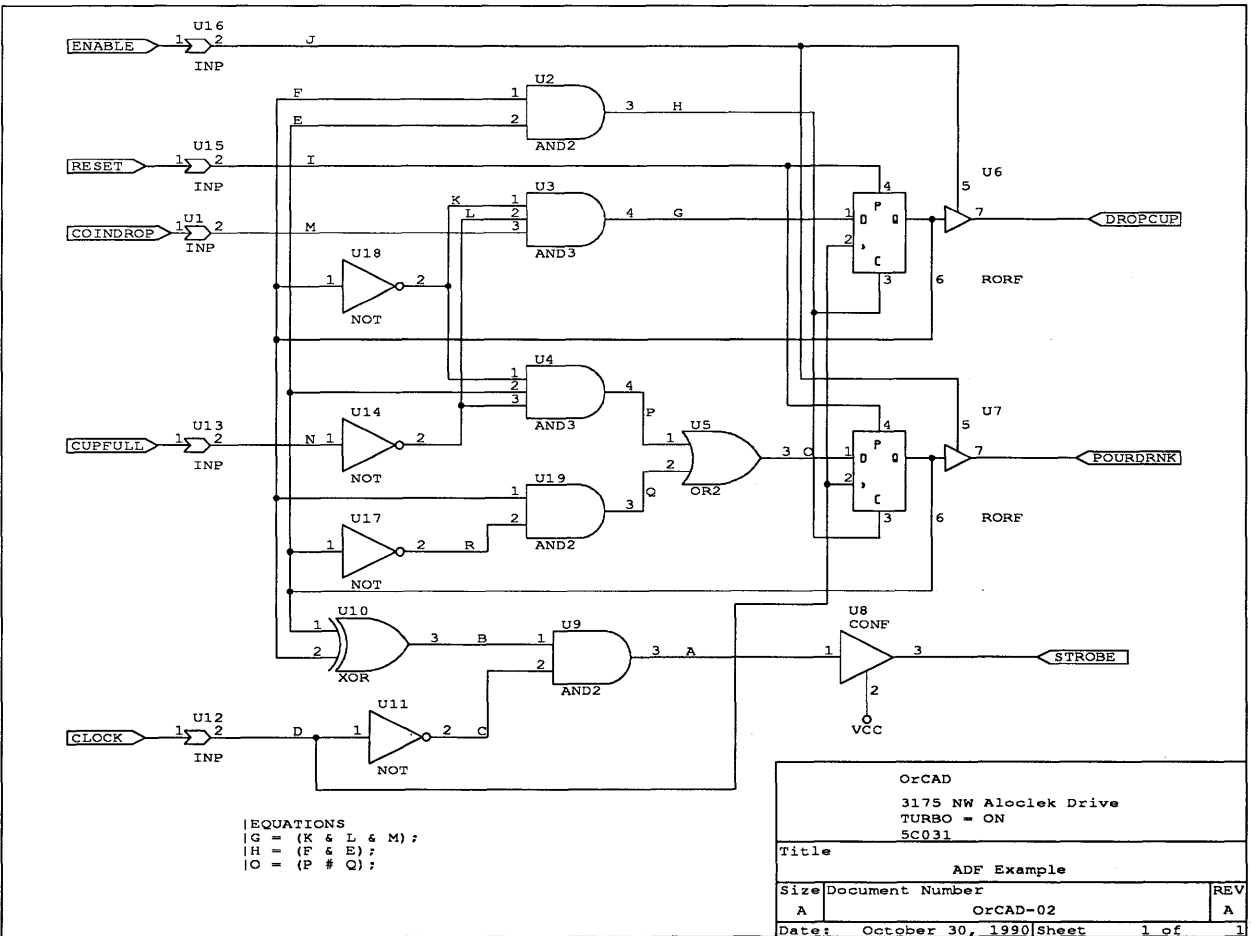 U16
ENABLE 1 2 J
INP
U2
F 1
3 H
E 2
AND2
U15
RESET 1 2 I
INP
U6
4
5
U3
K 1
L 2
3
4 G
AND3
U1
COINDROP 1 2 M
INP
1 D P Q
2 C
3
7 DROPCUP
6 RORF
U18
1 2
NOT
U4
1
2
3
4
P
AND3
U14
CUPFULL 1 U13 2 N 1 2
INP
NOT
U5
1
2
3 O
OR2
U7
4
5
1 D P Q
2 C
3
7 POURDRNK
6 RORF
U19
1
2
3
Q
AND2
U17
1 2 R
NOT
U10
1
2
3 B
XOR
U9
1
2
3 A
AND2
U8
CONF
1 3 STROBE
2
VCC
U12
CLOCK 1 2 D
INP
U11
1 2 C
NOT
|EQUATIONS
|G = (K & L & M);
|H = (F & E);
|O = (P # Q);
OrCAD
3175 NW Aloclek Drive
TURBO = ON
5C031
Title
ADF Example
Size Document Number REV
A OrCAD-02 A
Date: October 30, 1990 Sheet 1 of 1